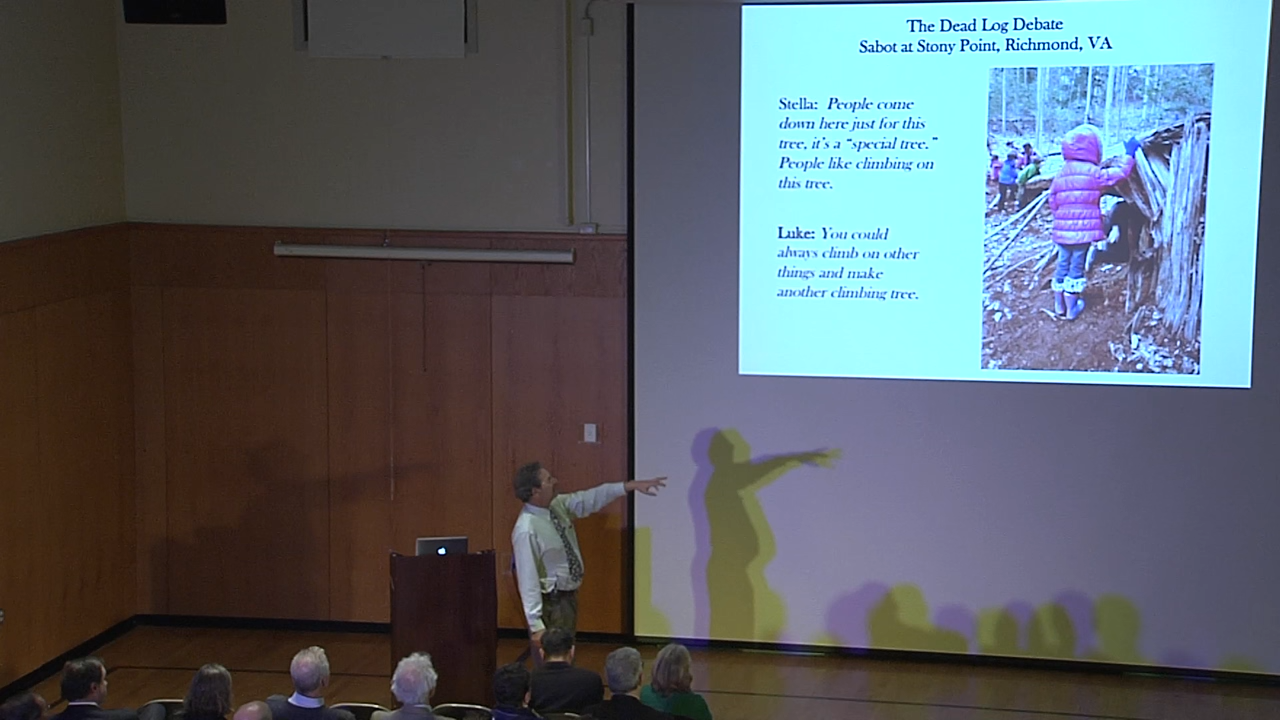 The Dead Log Debate
Sabot at Stony Point, Richmond, VA
Stella: People come
down here just for this
tree, it's a “special tree.”
People like climbing on
this tree.
Luke: You could
always climb on other
things and make
another climbing tree.